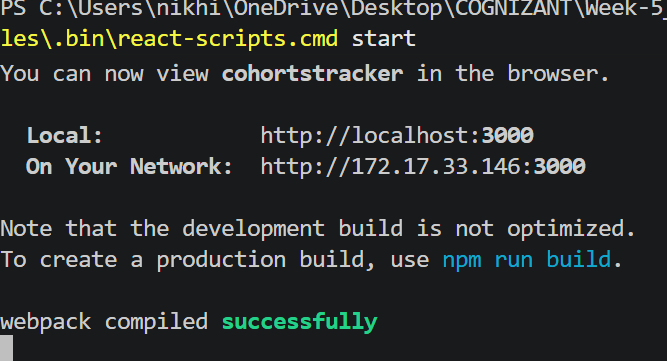 PS C:\Users\nikhi\OneDrive\Desktop\COGNIZANT\Week-5_
les\.bin\react-scripts.cmd start
You can now view cohortstracker in the browser.
Local: http://localhost:3000
On Your Network: http://172.17.33.146:3000
Note that the development build is not optimized.
To create a production build, use npm run build.
webpack compiled successfully